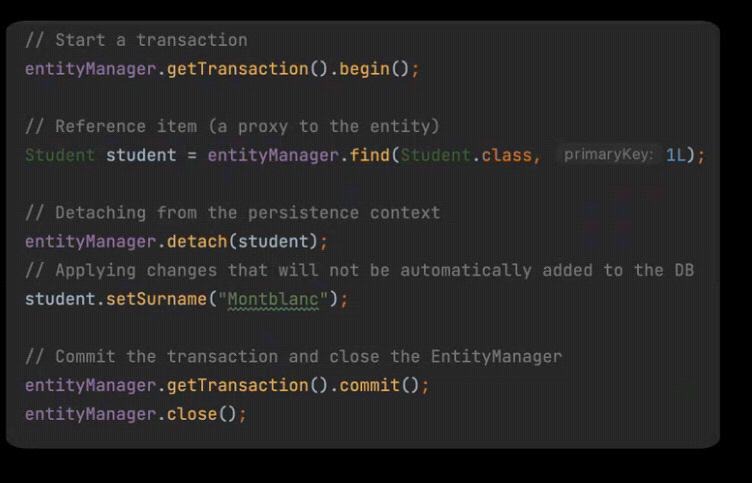 // Start a transaction
entityManager.getTransaction().begin();
// Reference item (a proxy to the entity)
Student student = entityManager.find(Student.class, primaryKey: 1L);
// Detaching from the persistence context
entityManager.detach(student);
// Applying changes that will not be automatically added to the DB
student.setSurname("Montblanc");
// Commit the transaction and close the EntityManager
entityManager.getTransaction().commit();
entityManager.close();